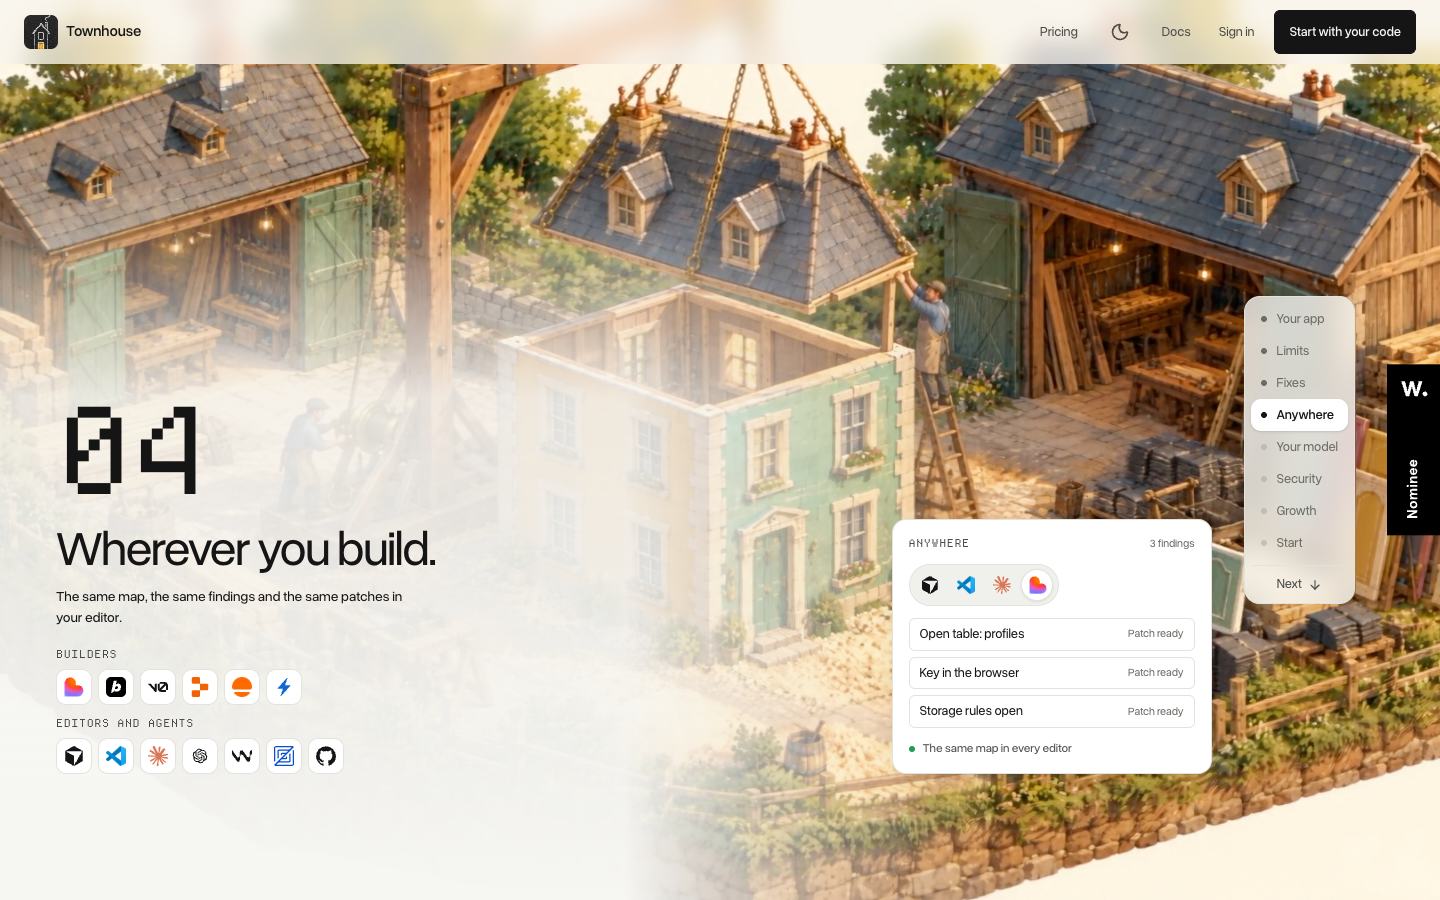 Townhouse
Pricing
Docs
Sign in
Start with your code
04
Wherever you build.
The same map, the same findings and the same patches in
your editor.
BUILDERS
b
v0
EDITORS AND AGENTS
ANYWHERE
3 findings
Open table: profiles
Patch ready
Key in the browser
Patch ready
Storage rules open
Patch ready
The same map in every editor
Your app
Limits
Fixes
Anywhere
Your model
Security
Growth
Start
Next
W.
Nominee